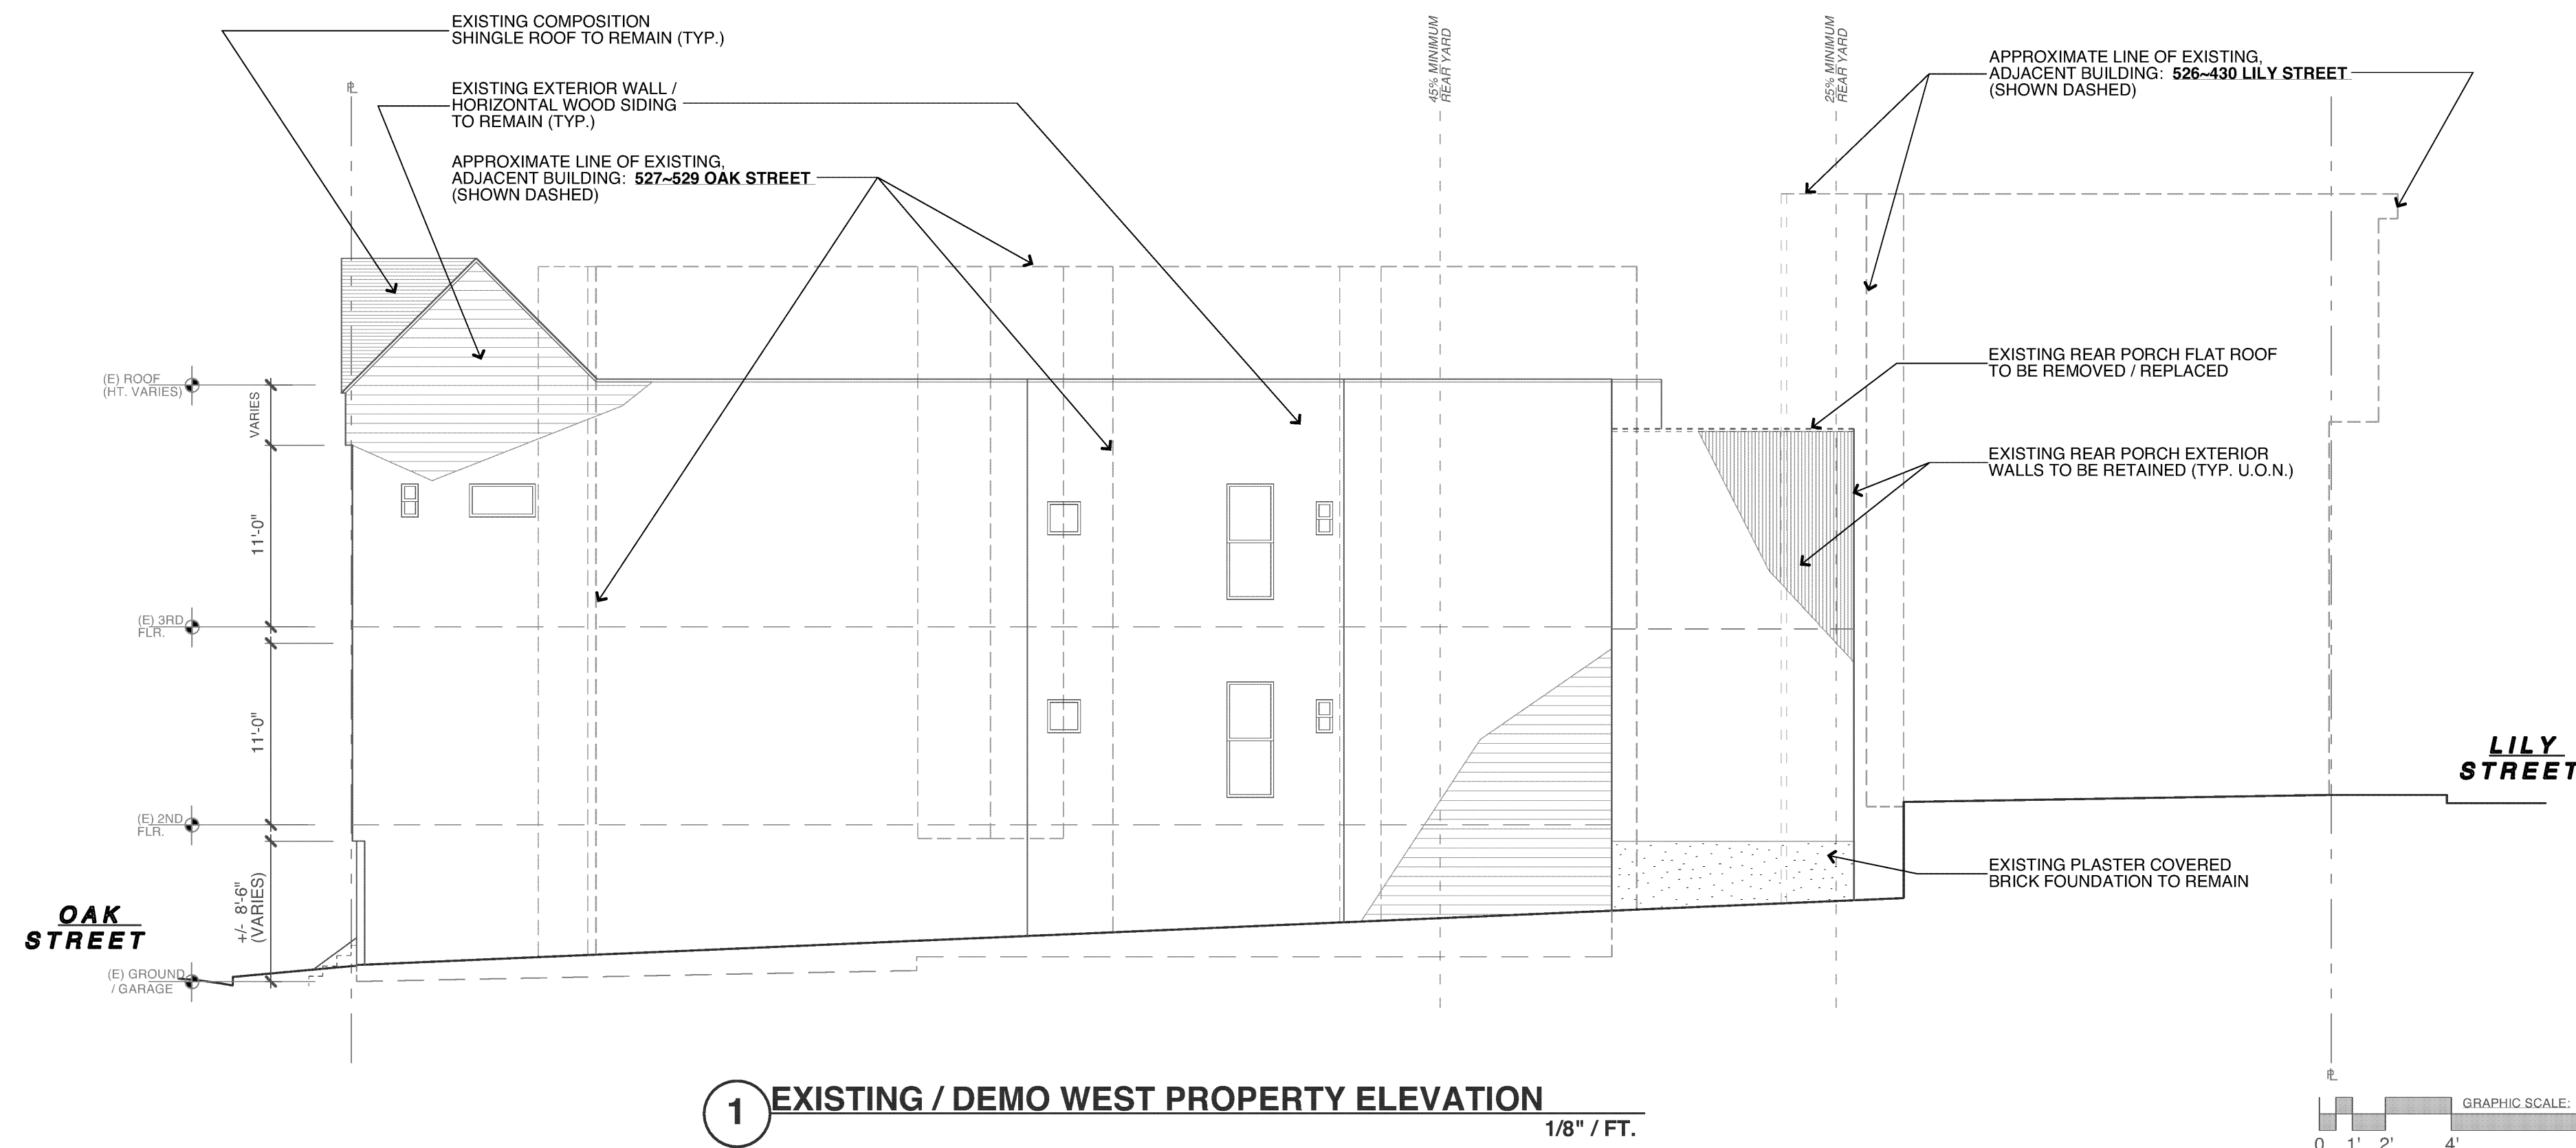 EXISTING COMPOSITION
SHINGLE ROOF TO REMAIN (TYP.)
EXISTING EXTERIOR WALL /
HORIZONTAL WOOD SIDING
TO REMAIN (TYP.)
APPROXIMATE LINE OF EXISTING,
ADJACENT BUILDING: 527~529 OAK STREET
(SHOWN DASHED)
45% MINIMUM
REAR YARD
25% MINIMUM
REAR YARD
APPROXIMATE LINE OF EXISTING,
ADJACENT BUILDING: 526~430 LILY STREET
(SHOWN DASHED)
PL
EXISTING REAR PORCH FLAT ROOF
TO BE REMOVED / REPLACED
EXISTING REAR PORCH EXTERIOR
WALLS TO BE RETAINED (TYP. U.O.N.)
EXISTING PLASTER COVERED
BRICK FOUNDATION TO REMAIN
(E) ROOF
(HT. VARIES)
VARIES
11'-0"
(E) 3RD
FLR.
11'-0"
(E) 2ND
FLR.
+/- 8'-6"
(VARIES)
(E) GROUND
/ GARAGE
OAK
STREET
LILY
STREET
PL
1
EXISTING / DEMO WEST PROPERTY ELEVATION
1/8" / FT.
GRAPHIC SCALE:
0 1' 2' 4'